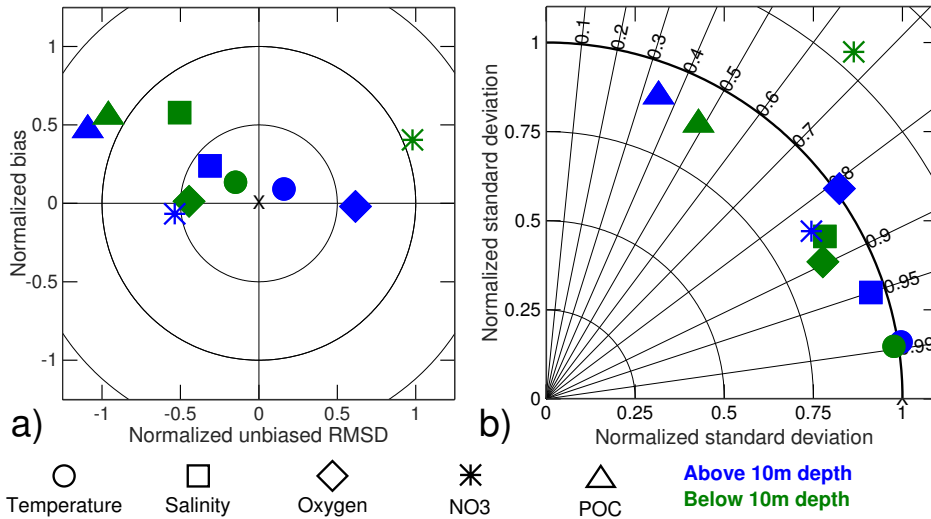 1
0.5
0
-0.5
-1
Normalized bias
X
-1
-0.5
0
0.5
1
a)
Normalized unbiased RMSD
1
0.75
0.5
0.25
Normalized standard deviation
0.1
0.2
0.3
0.4
0.5
0.6
0.7
0.8
0.9
0.95
0.99
0
0.25
0.5
0.75
1
b)
Normalized standard deviation
Temperature
Salinity
Oxygen
NO3
POC
Above 10m depth
Below 10m depth